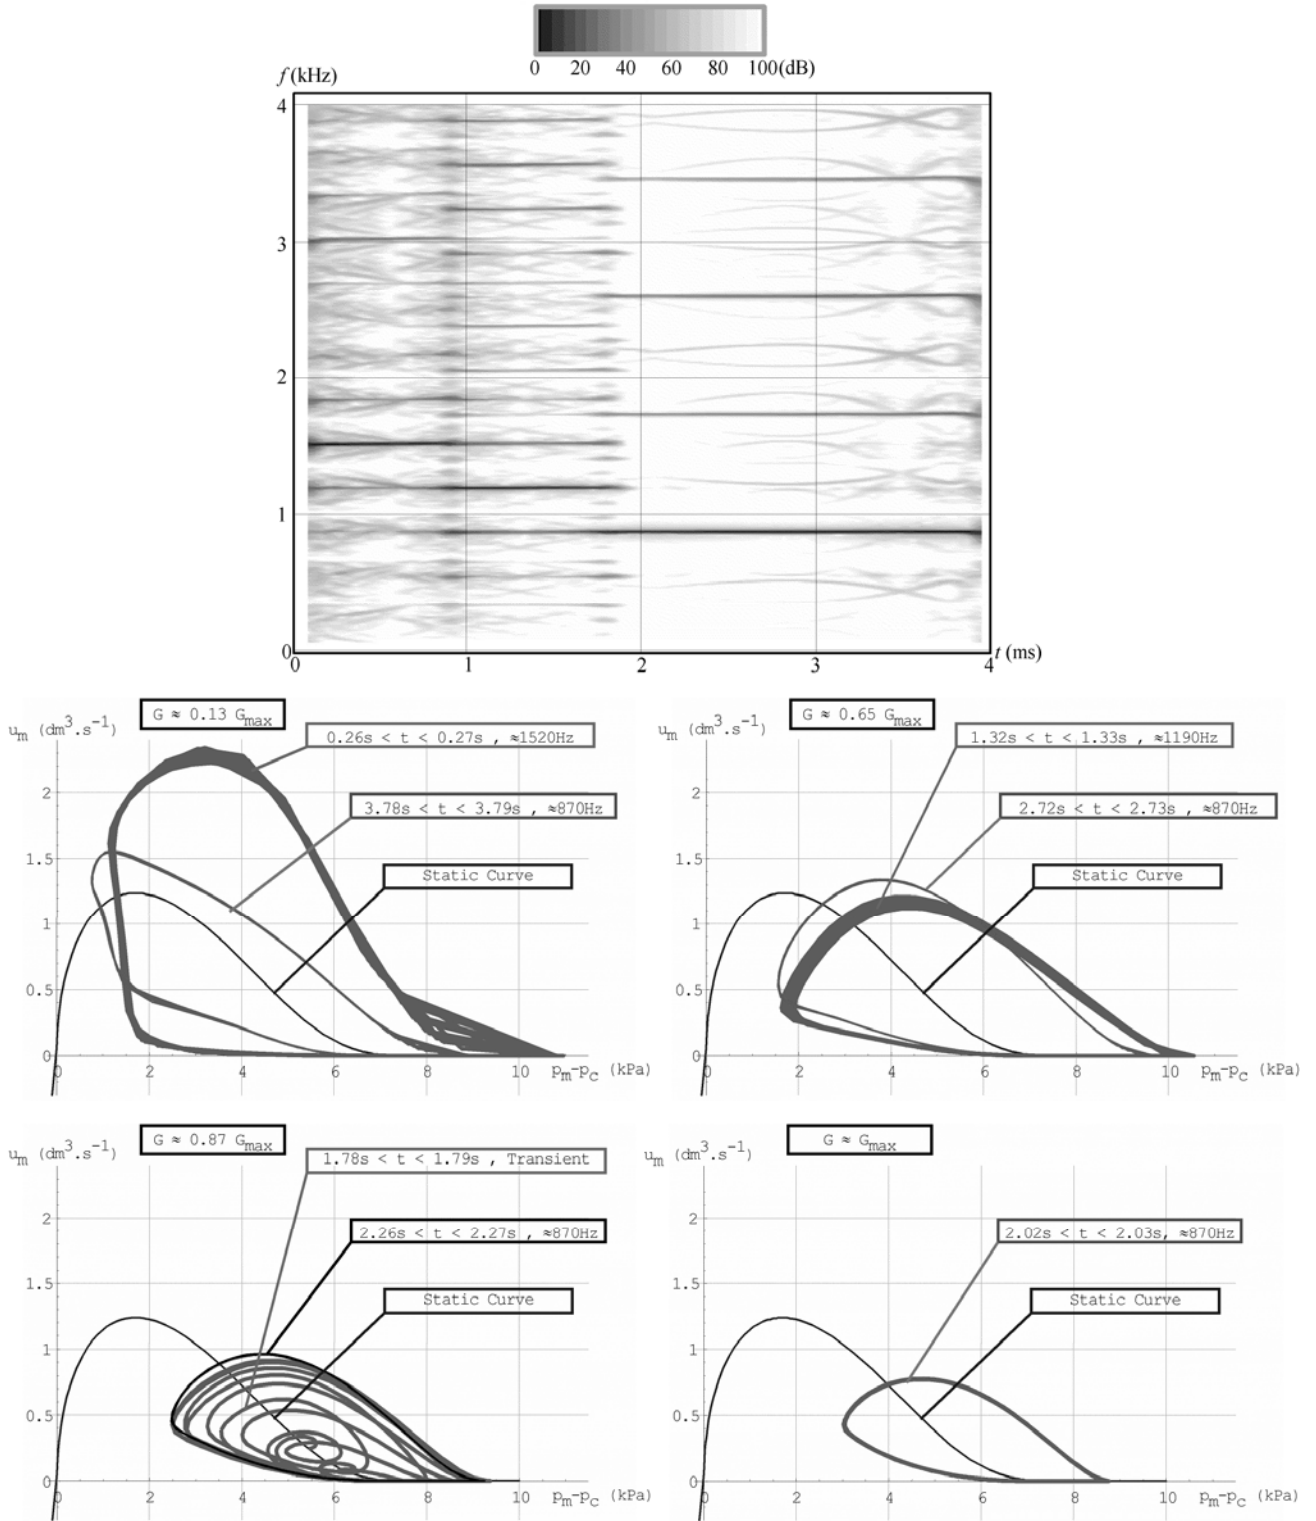 0 20 40 60 80 100(dB)
f (kHz)
4
3
2
1
0
0 1 2 3 4 t (ms)
G ≈ 0.13 Gmax
um (dm³.s⁻¹)
0.26s < t < 0.27s , ≈1520Hz
3.78s < t < 3.79s , ≈870Hz
Static Curve
2
1.5
1
0.5
0
0 2 4 6 8 10 pm-pc (kPa)
G ≈ 0.65 Gmax
um (dm³.s⁻¹)
1.32s < t < 1.33s , ≈1190Hz
2.72s < t < 2.73s , ≈870Hz
Static Curve
2
1.5
1
0.5
0
0 2 4 6 8 10 pm-pc (kPa)
G ≈ 0.87 Gmax
um (dm³.s⁻¹)
1.78s < t < 1.79s , Transient
2.26s < t < 2.27s , ≈870Hz
Static Curve
2
1.5
1
0.5
0
0 2 4 6 8 10 pm-pc (kPa)
G ≈ Gmax
um (dm³.s⁻¹)
2.02s < t < 2.03s, ≈870Hz
Static Curve
2
1.5
1
0.5
0
0 2 4 6 8 10 pm-pc (kPa)